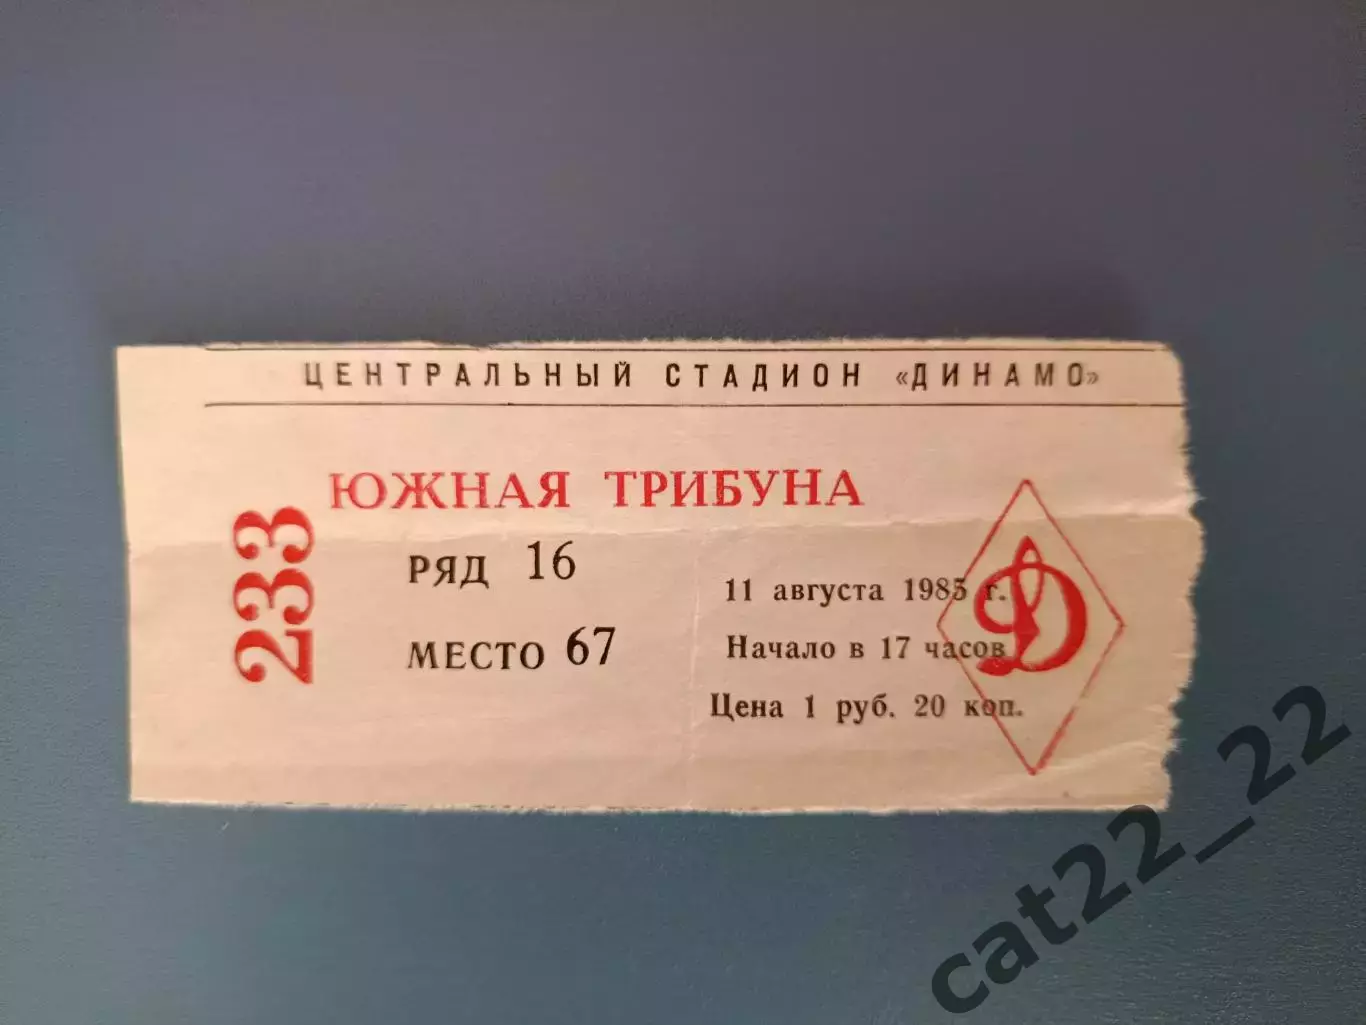 ЦЕНТРАЛЬНЫЙ СТАДИОН «ДИНАМО»
ЮЖНАЯ ТРИБУНА
233
РЯД 16
МЕСТО 67
11 августа 1985 г.
Начало в 17 часов
Цена 1 руб. 20 коп.
Д
cat22_22